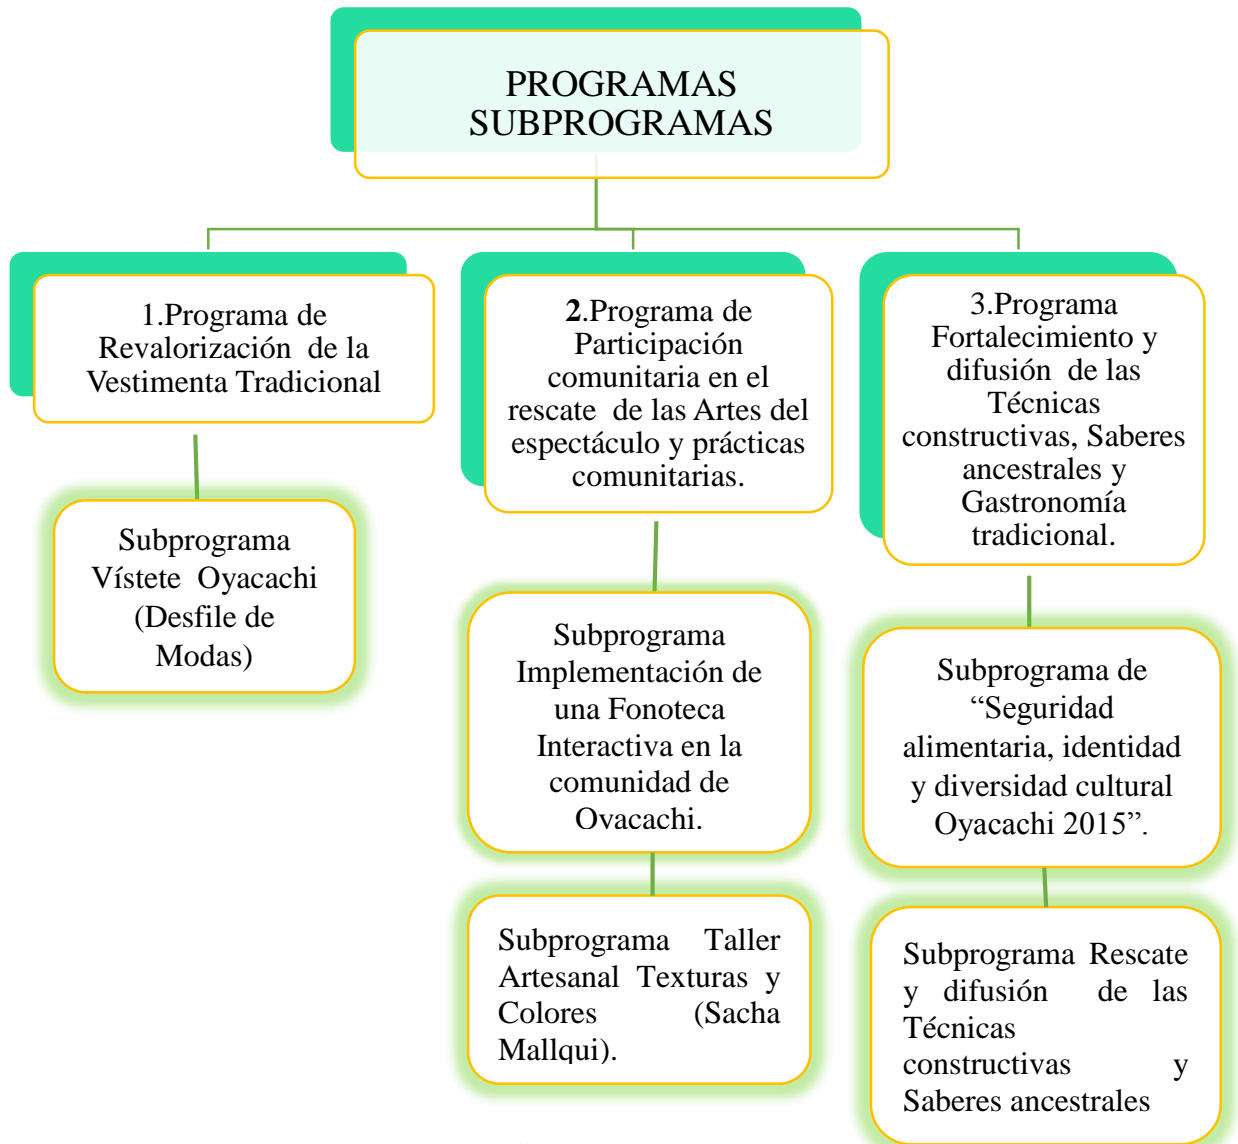 PROGRAMAS
SUBPROGRAMAS
1.Programa de
Revalorización de la
Vestimenta Tradicional
2.Programa de
Participación
comunitaria en el
rescate de las Artes del
espectáculo y prácticas
comunitarias.
3.Programa
Fortalecimiento y
difusión de las
Técnicas
constructivas, Saberes
ancestrales y
Gastronomía
tradicional.
Subprograma
Vístete Oyacachi
(Desfile de
Modas)
Subprograma
Implementación de
una Fonoteca
Interactiva en la
comunidad de
Oyacachi.
Subprograma de
“Seguridad
alimentaria, identidad
y diversidad cultural
Oyacachi 2015”.
Subprograma Taller
Artesanal Texturas y
Colores (Sacha
Mallqui).
Subprograma Rescate
y difusión de las
Técnicas
constructivas y
Saberes ancestrales